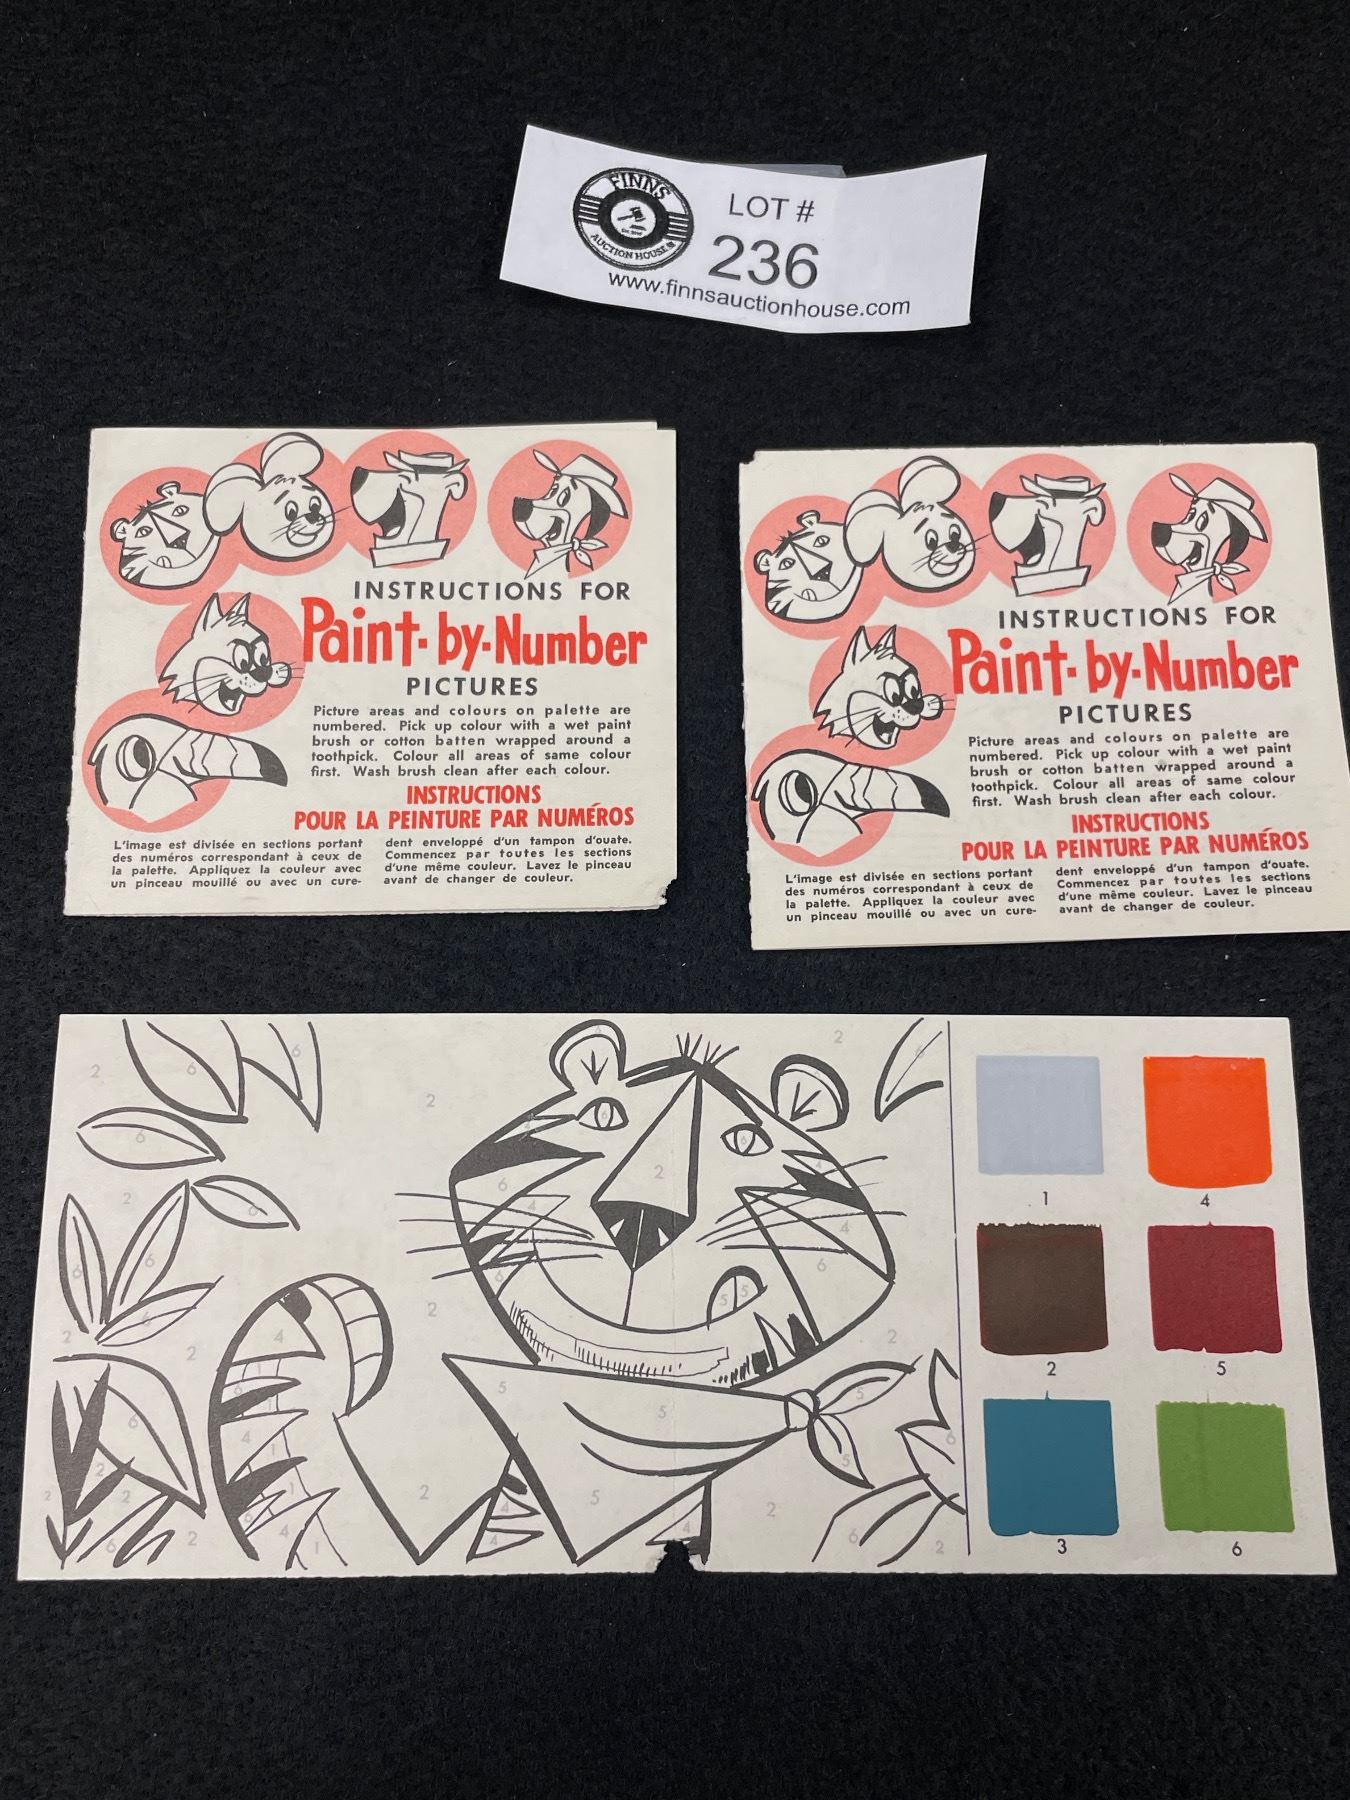 FINNS
AUCTION HOUSE
LOT #
236
www.finnsauctionhouse.com
INSTRUCTIONS FOR
Paint-by-Number
PICTURES
Picture areas and colours on palette are
numbered. Pick up colour with a wet paint
brush or cotton batten wrapped around a
toothpick. Colour all areas of same colour
first. Wash brush clean after each colour.
INSTRUCTIONS
POUR LA PEINTURE PAR NUMÉROS
L'image est divisée en sections portant
des numéros correspondant à ceux de
la palette. Appliquez la couleur avec
un pinceau mouillé ou avec un cure-
dent enveloppé d'un tampon d'ouate.
Commencez par toutes les sections
d'une même couleur. Lavez le pinceau
avant de changer de couleur.
INSTRUCTIONS FOR
Paint-by-Number
PICTURES
Picture areas and colours on palette are
numbered. Pick up colour with a wet paint
brush or cotton batten wrapped around a
toothpick. Colour all areas of same colour
first. Wash brush clean after each colour.
INSTRUCTIONS
POUR LA PEINTURE PAR NUMÉROS
L'image est divisée en sections portant
des numéros correspondant à ceux de
la palette. Appliquez la couleur avec
un pinceau mouillé ou avec un cure-
dent enveloppé d'un tampon d'ouate.
Commencez par toutes les sections
d'une même couleur. Lavez le pinceau
avant de changer de couleur.
1
4
2
5
3
6